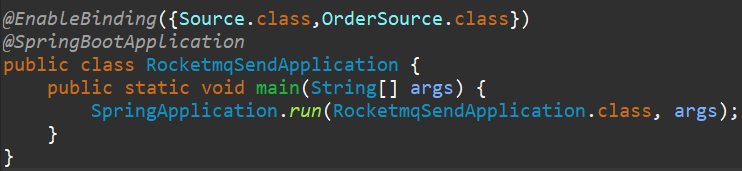 @EnableBinding({Source.class,OrderSource.class})
@SpringBootApplication
public class RocketmqSendApplication {
    public static void main(String[] args) {
        SpringApplication.run(RocketmqSendApplication.class, args);
    }
}